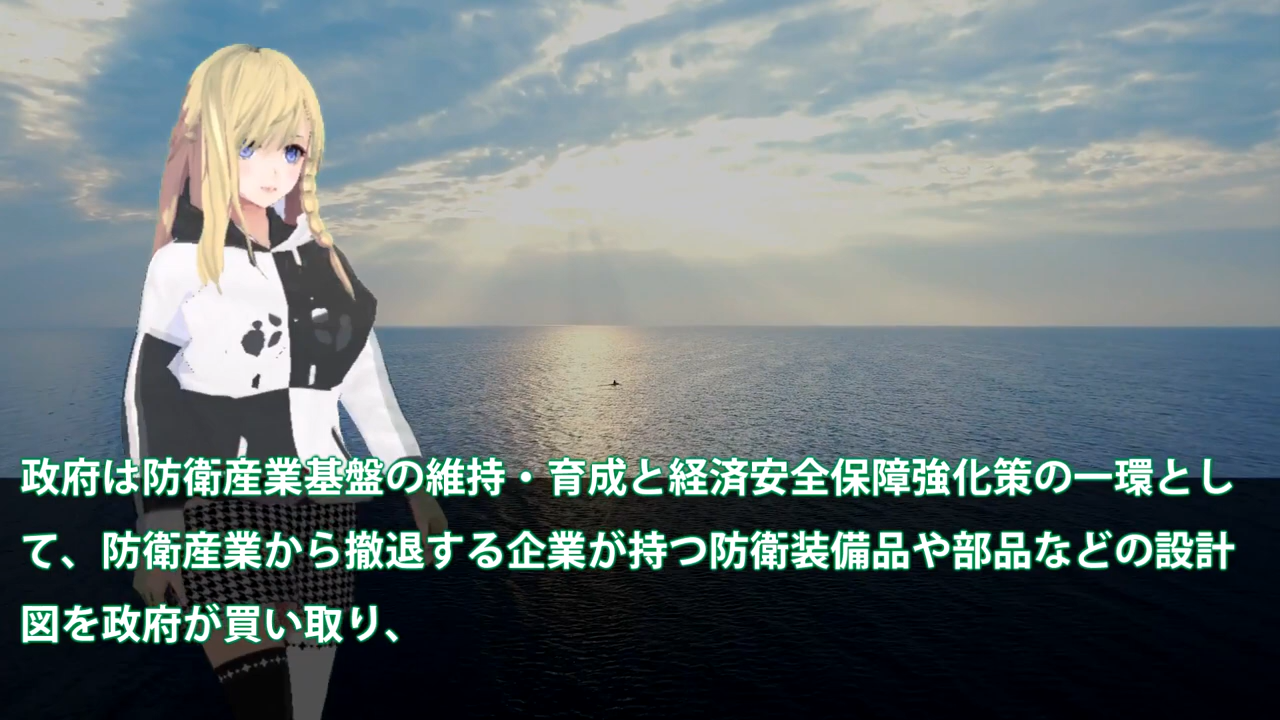 政府は防衛産業基盤の維持・育成と経済安全保障強化策の一環とし
て、防衛産業から撤退する企業が持つ防衛装備品や部品などの設計
図を政府が買い取り、